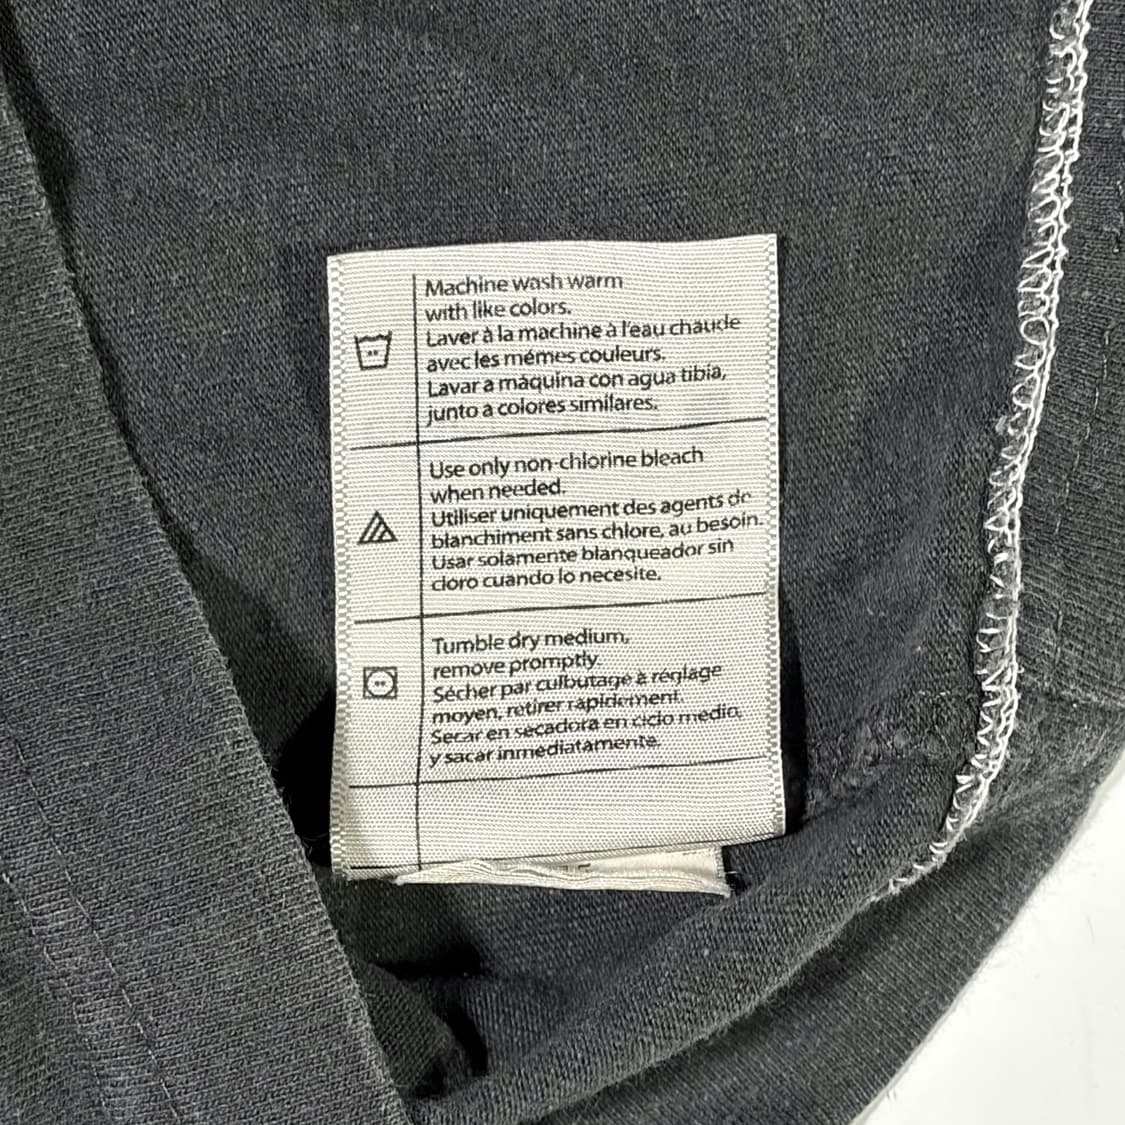 Machine wash warm
with like colors.
Laver à la machine à l'eau chaude
avec les mémes couleurs.
Lavar a máquina con agua tibia,
junto a colores similares.
Use only non-chlorine bleach
when needed.
Utiliser uniquement des agents de
blanchiment sans chlore, au besoin.
Usar solamente blanqueador sin
cloro cuando lo necesite.
Tumble dry medium,
remove promptly.
Sécher par culbutage à réglage
moyen, retirer rapidement.
Secar en secadora en ciclo medio,
y sacar inmediatamente.